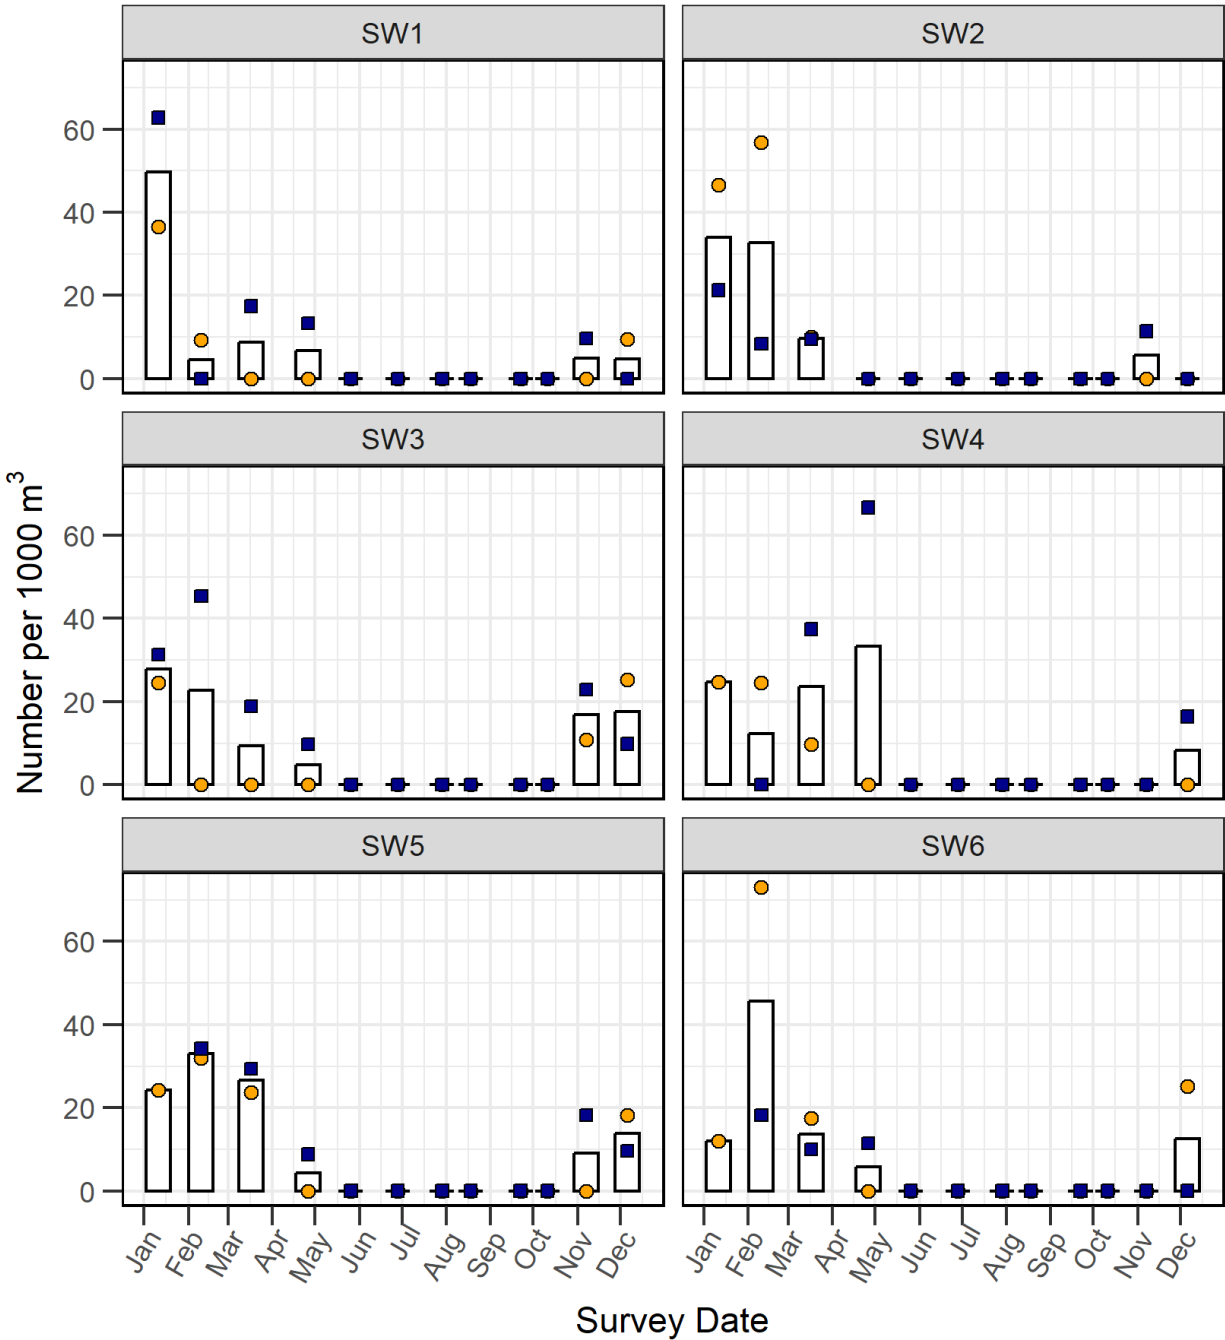 SW1 SW2
60
40
20
0
SW3 SW4
60
40
20
0
SW5 SW6
60
40
20
0
Number per 1000 m³
Jan Feb Mar Apr May Jun Jul Aug Sep Oct Nov Dec Jan Feb Mar Apr May Jun Jul Aug Sep Oct Nov Dec
Survey Date